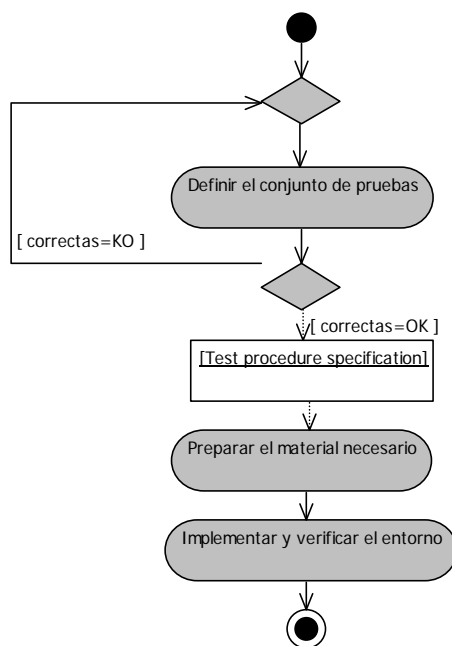 Definir el conjunto de pruebas
[ correctas=KO ]
[ correctas=OK ]
[Test procedure specification]
Preparar el material necesario
Implementar y verificar el entorno